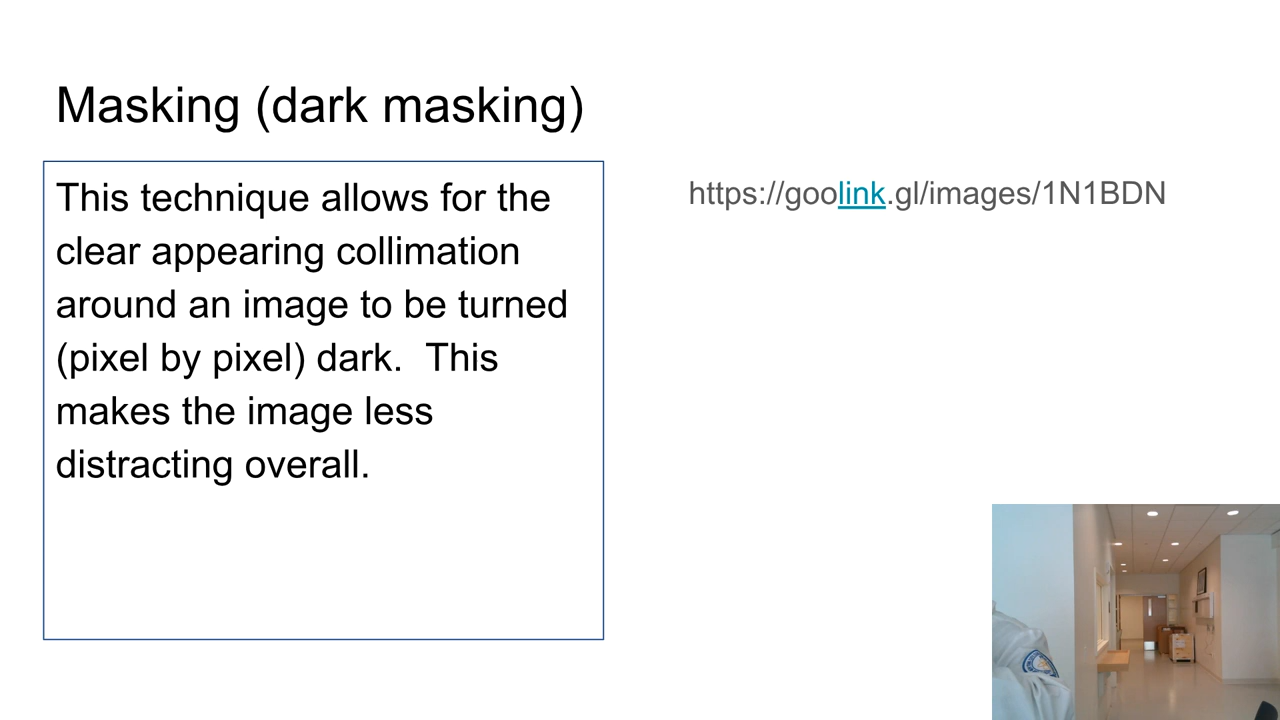 Masking (dark masking)
This technique allows for the
clear appearing collimation
around an image to be turned
(pixel by pixel) dark.  This
makes the image less
distracting overall.
https://goolink.gl/images/1N1BDN